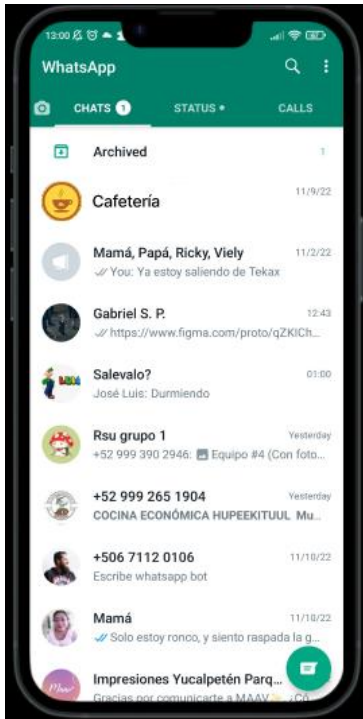 13:00
WhatsApp
CHATS 1
STATUS
CALLS
Archived
1
Cafetería
11/9/22
Mamá, Papá, Ricky, Viely
11/2/22
You: Ya estoy saliendo de Tekax
Gabriel S. P.
12:43
https://www.figma.com/proto/qZKICh...
Salevalo?
01:00
José Luis: Durmiendo
Rsu grupo 1
Yesterday
+52 999 390 2946: Equipo #4 (Con foto...
+52 999 265 1904
Yesterday
COCINA ECONÓMICA HUPEEKITUUL Mu...
+506 7112 0106
11/10/22
Escribe whatsapp bot
Mamá
11/10/22
Solo estoy ronco, y siento raspada la g...
Impresiones Yucalpetén Parq...
Gracias por comunicarte a MAAV